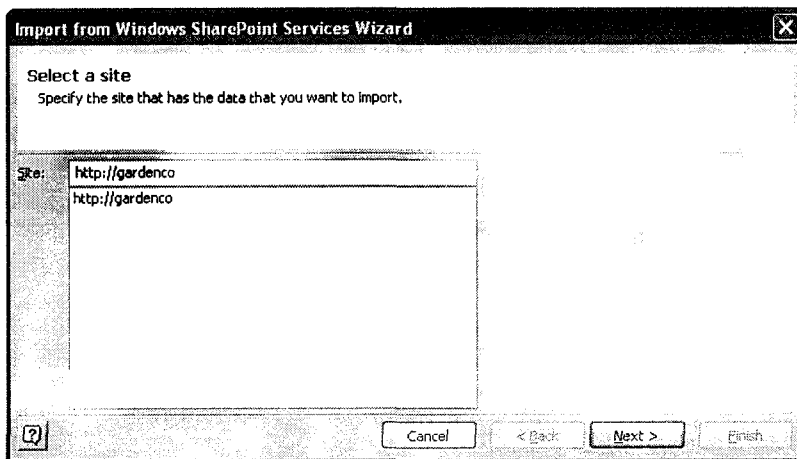 Import from Windows SharePoint Services Wizard
Select a site
Specify the site that has the data that you want to import.
Site: http://gardenco
http://gardenco
Cancel
< Back
Next >
Finish